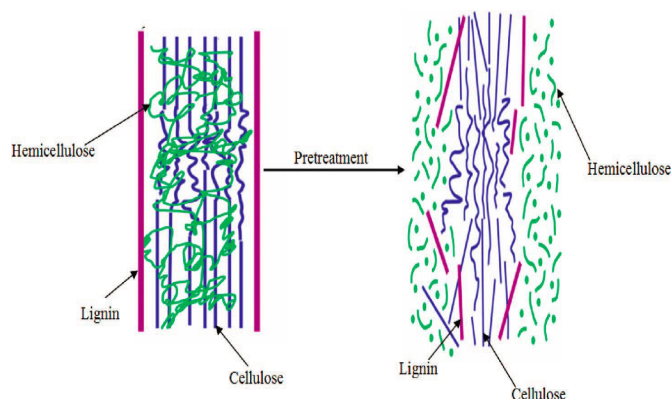 Hemicellulose
Lignin
Cellulose
Pretreatment
Hemicellulose
Lignin
Cellulose